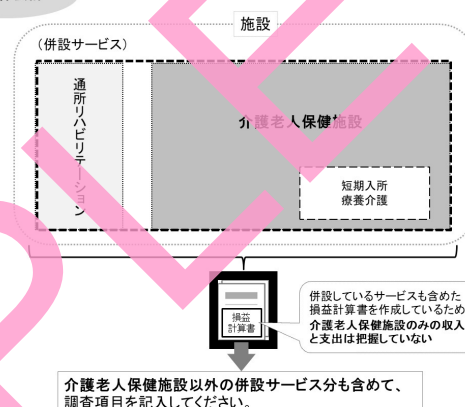 施設
（併設サービス）
通所リハビリテーション
介護老人保健施設
短期入所
療養介護
損益
計算書
併設しているサービスも含めた
損益計算書を作成しているため
介護老人保健施設のみの収入
と支出は把握していない
介護老人保健施設以外の併設サービス分も含めて、
調査項目を記入してください。